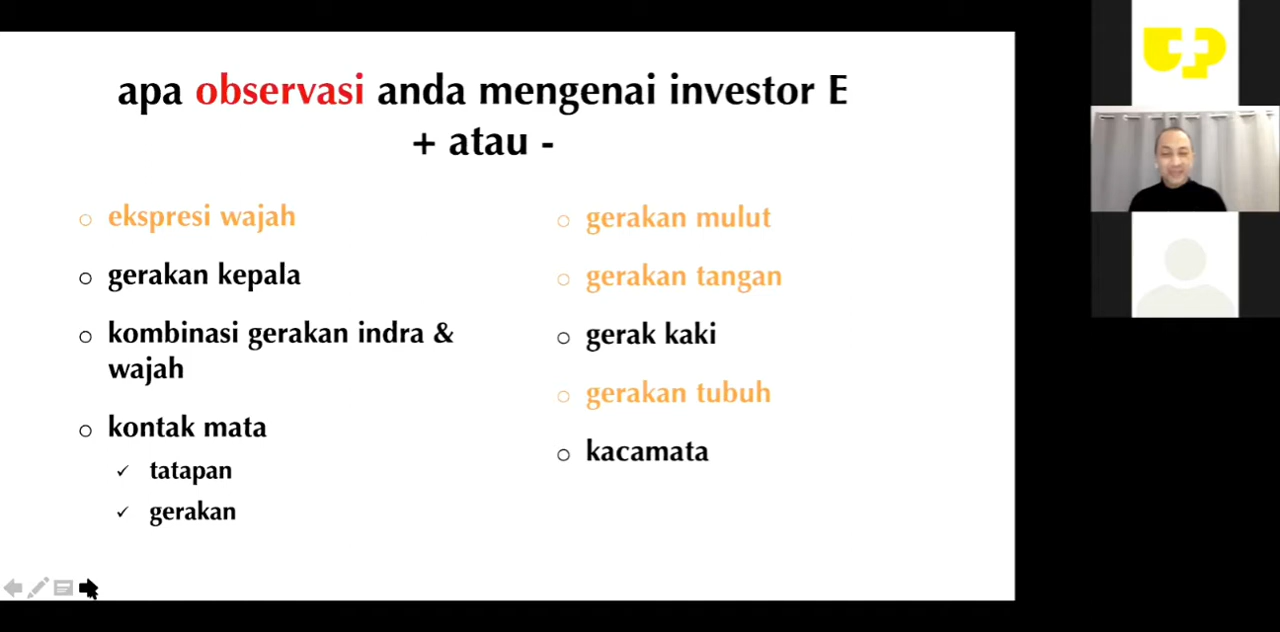 apa observasi anda mengenai investor E
+ atau -
ekspresi wajah
gerakan kepala
kombinasi gerakan indra &
wajah
kontak mata
tatapan
gerakan
gerakan mulut
gerakan tangan
gerak kaki
gerakan tubuh
kacamata